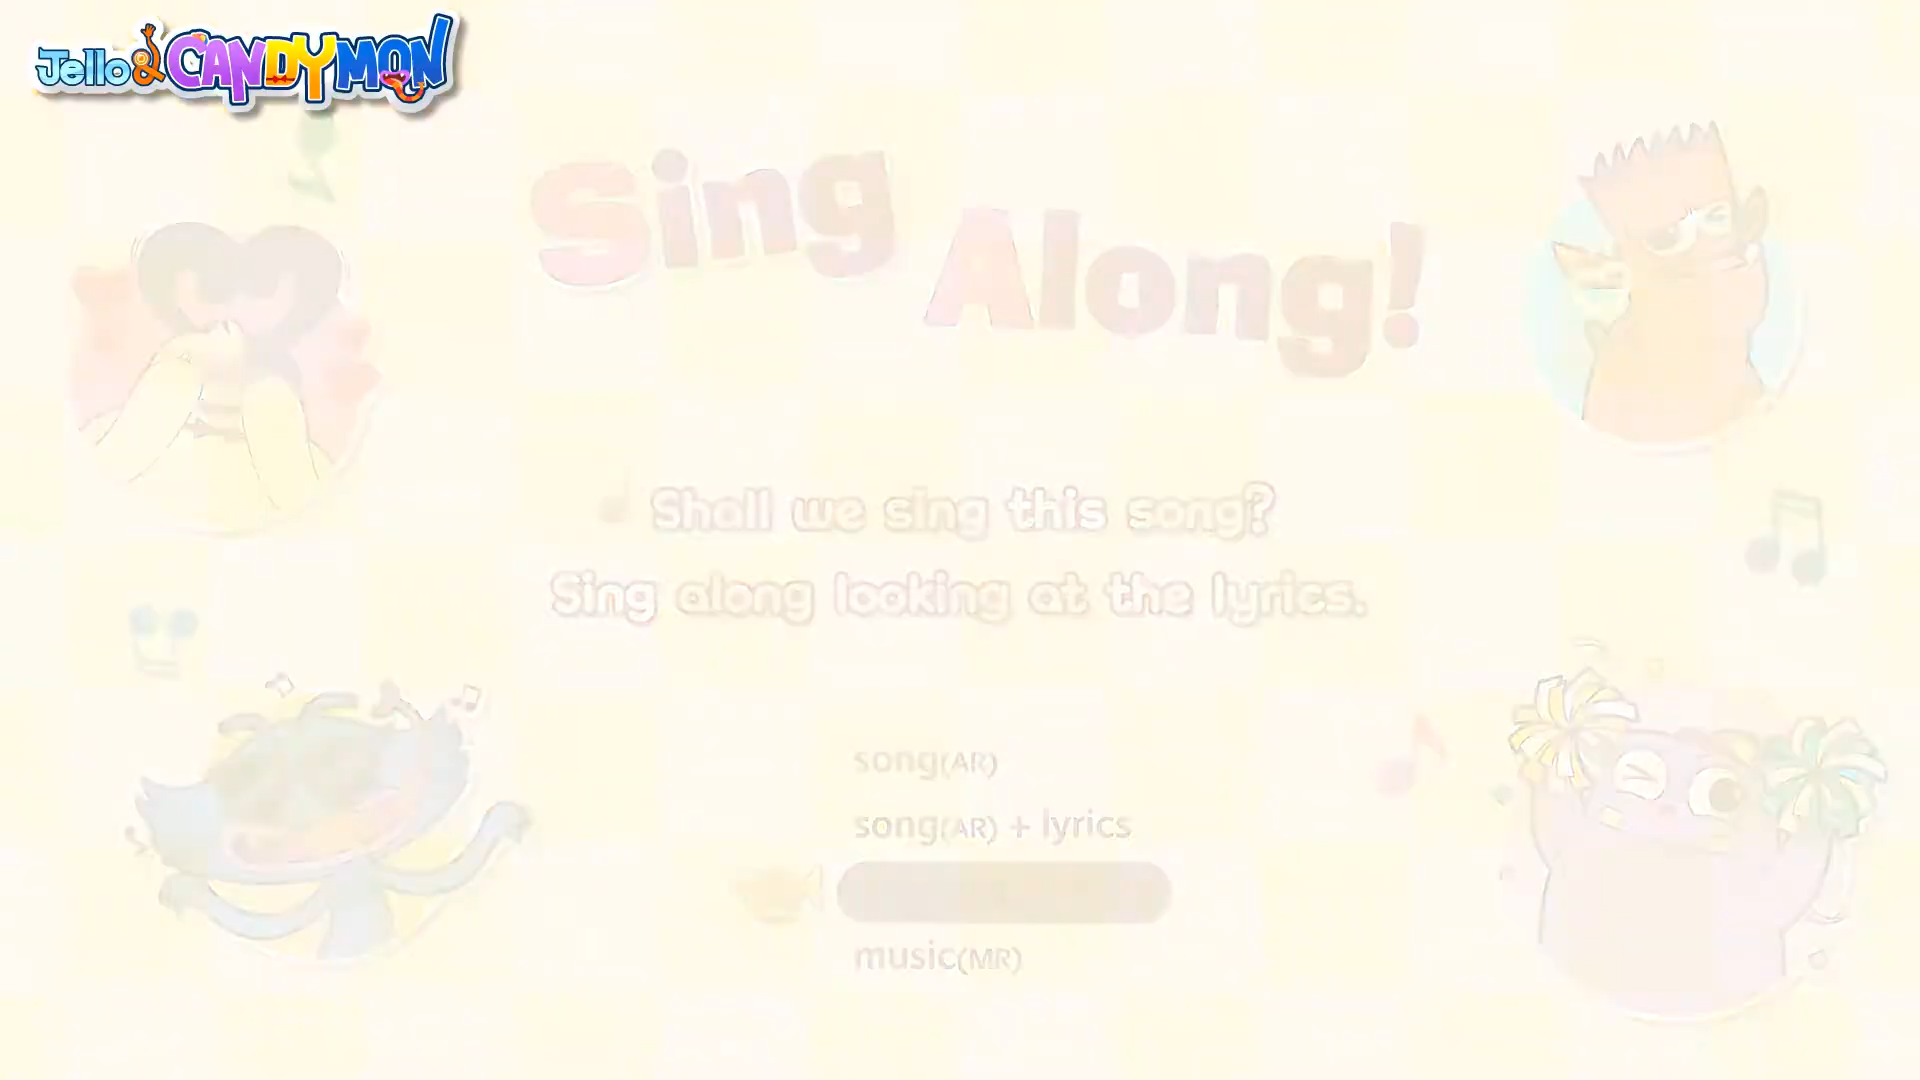 Jello & CANDYMON
Sing
Along!
Shall we sing this song?
Sing along looking at the lyrics.
song(AR)
song(AR) + lyrics
music(MR)